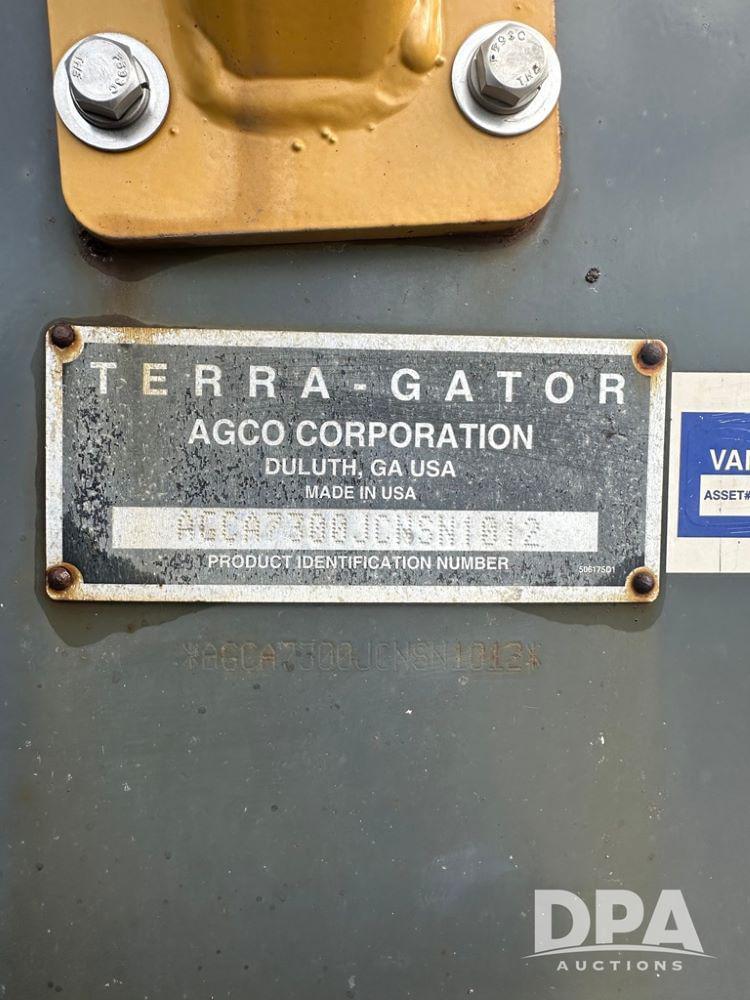 TERRA-GATOR
AGCO CORPORATION
DULUTH, GA USA
MADE IN USA
AGCA7300JCNSN1012
PRODUCT IDENTIFICATION NUMBER
50617501
*AGCA7300JCNSN1012*
ASSET#
DPA
AUCTIONS